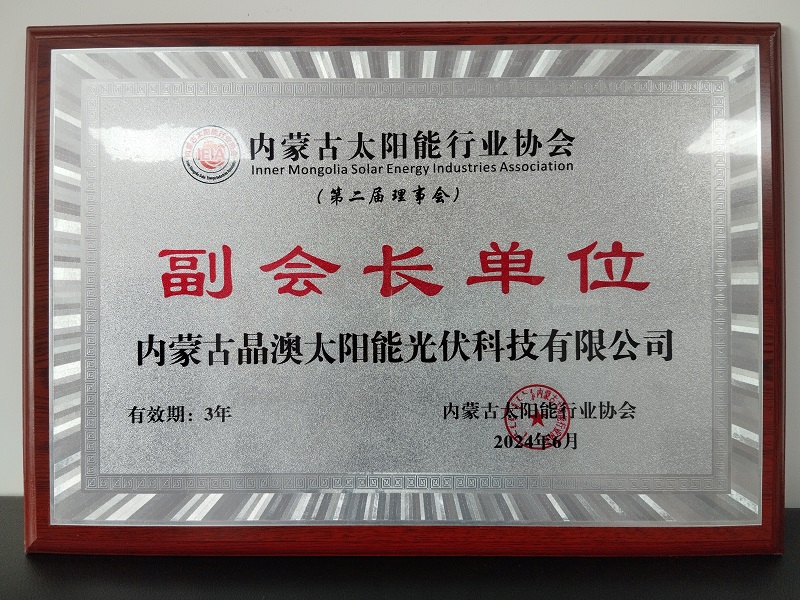 内蒙古太阳能行业协会
Inner Mongolia Solar Energy Industries Association
(第二届理事会)
副会长单位
内蒙古晶澳太阳能光伏科技有限公司
有效期：3年
内蒙古太阳能行业协会
2024年6月